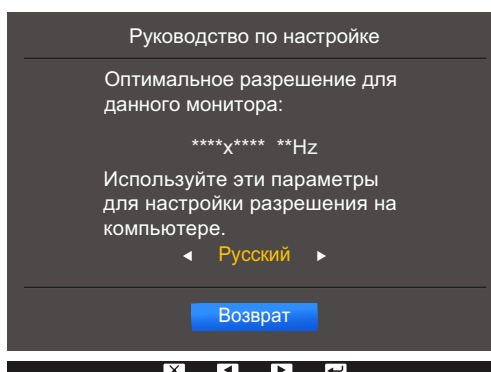 Руководство по настройке
Оптимальное разрешение для
данного монитора:
****x**** **Hz
Используйте эти параметры
для настройки разрешения на
компьютере.
Русский
Возврат